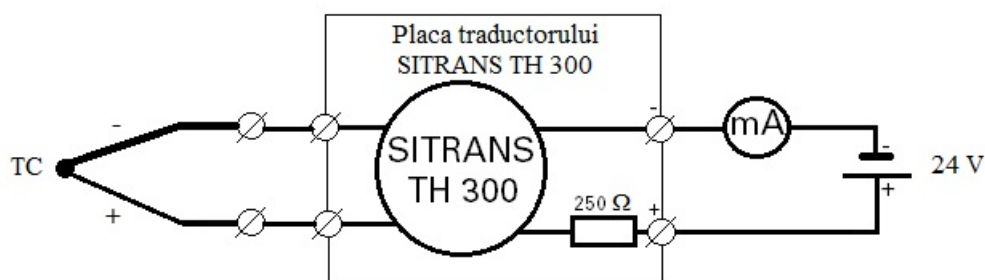 Placa traductorului
SITRANS TH 300
-
-
mA
-
TC
SITRANS
TH 300
24 V
+
+
250 Ω
+